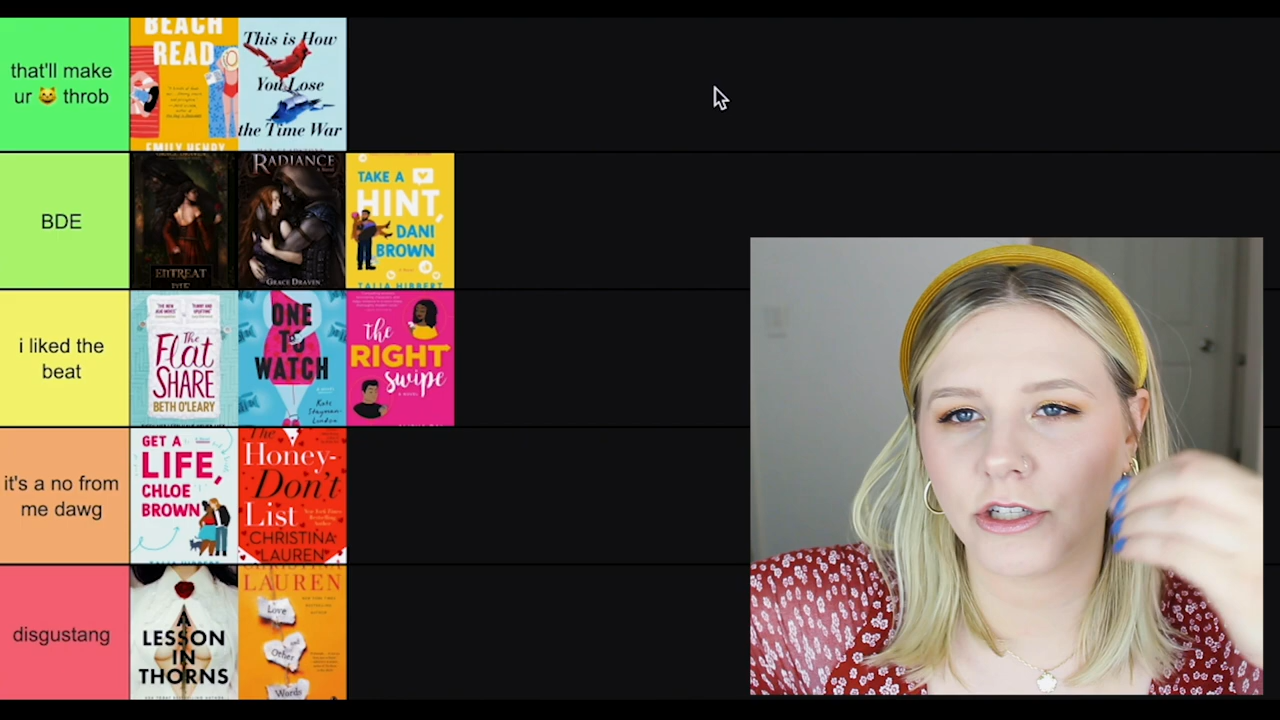 that'll make
ur 😺 throb
BEACH
READ
EMILY HENRY
This is How
You Lose
the Time War
BDE
ENTREAT
ME
RADIANCE
GRACE DRAVEN
TAKE A
HINT,
DANI
BROWN
TALIA HIBBERT
i liked the
beat
The
Flat
SHARE
BETH O'LEARY
ONE
TO
WATCH
Kate
Stayman-
London
the
RIGHT
swipe
A NOVEL
it's a no from
me dawg
GET A
LIFE,
CHLOE
BROWN
The
Honey-
Don't
List
CHRISTINA
LAUREN
disgustang
A
LESSON
IN
THORNS
CHRISTINA
LAUREN
Love
and
Other
Words